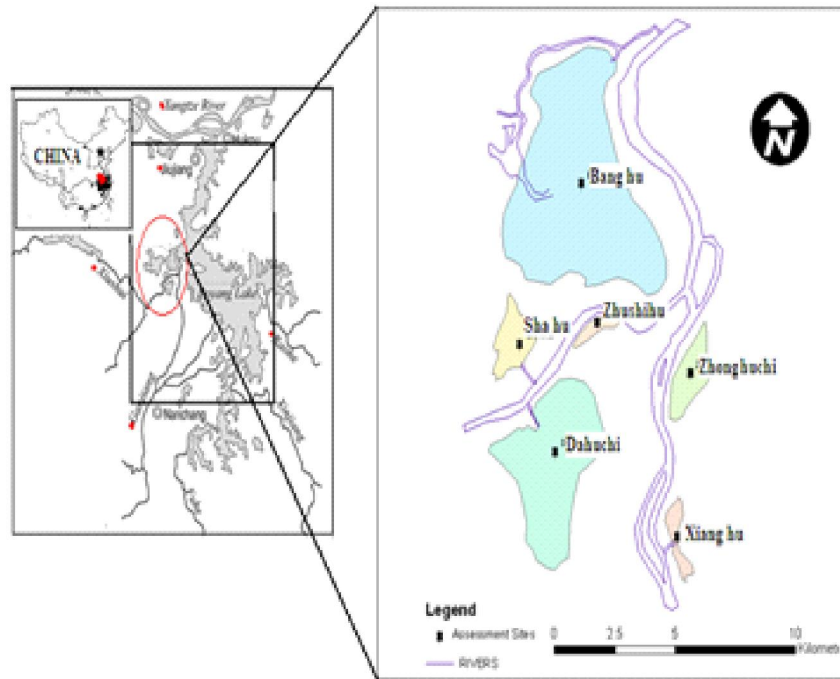 CHINA
Yangtze River
Nanchang
Bang hu
Sha hu
Zhushihu
Zhonghuchi
Dahuchi
Xiang hu
N
Legend
Assessment Sites
RIVERS
0 2.5 5 10
Kilomete